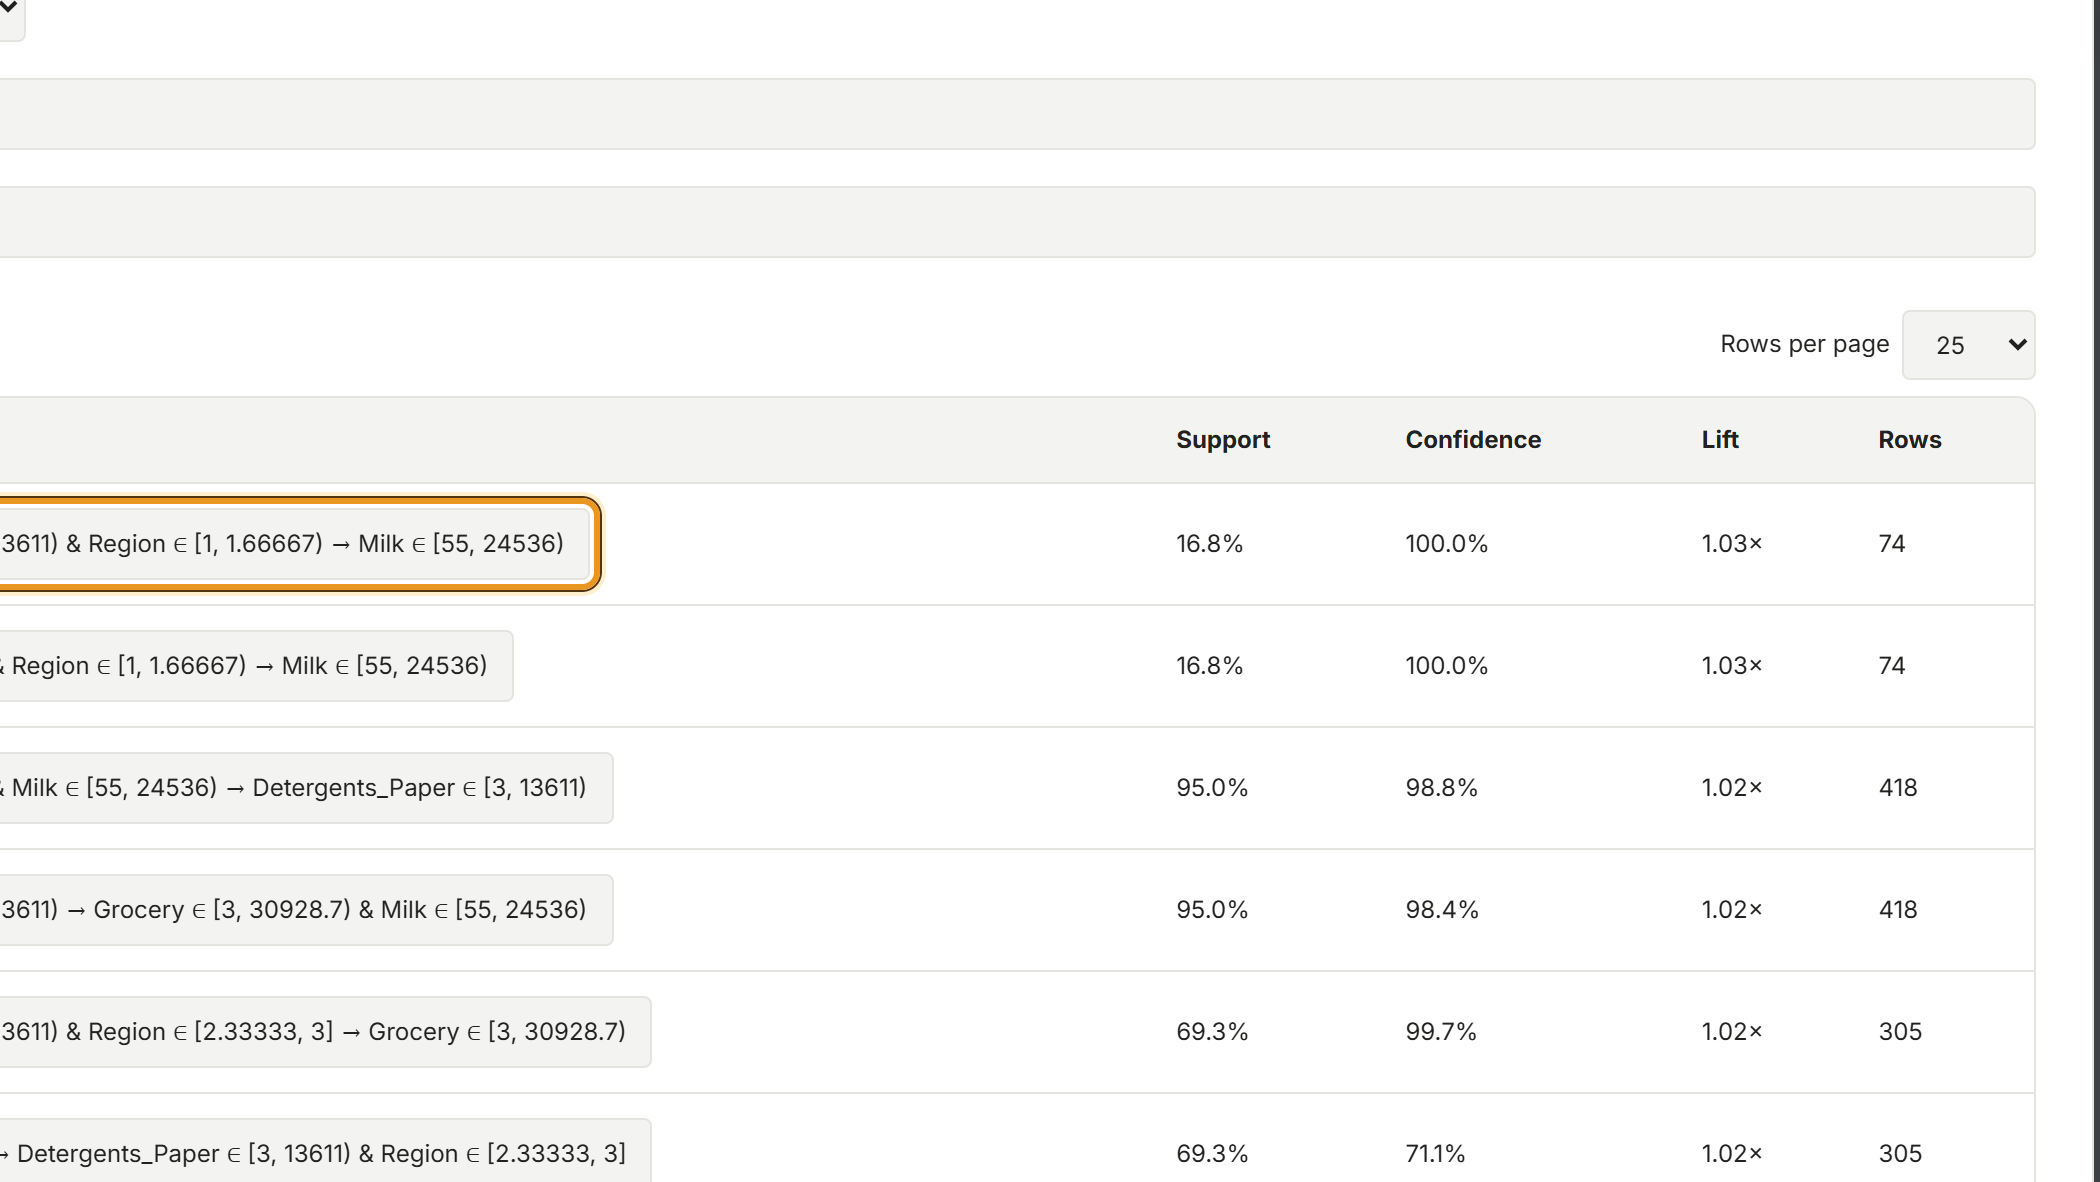 Rows per page 25
Support Confidence Lift Rows
3611) & Region ∈ [1, 1.66667) → Milk ∈ [55, 24536) 16.8% 100.0% 1.03× 74
& Region ∈ [1, 1.66667) → Milk ∈ [55, 24536) 16.8% 100.0% 1.03× 74
& Milk ∈ [55, 24536) → Detergents_Paper ∈ [3, 13611) 95.0% 98.8% 1.02× 418
3611) → Grocery ∈ [3, 30928.7) & Milk ∈ [55, 24536) 95.0% 98.4% 1.02× 418
3611) & Region ∈ [2.33333, 3] → Grocery ∈ [3, 30928.7) 69.3% 99.7% 1.02× 305
→ Detergents_Paper ∈ [3, 13611) & Region ∈ [2.33333, 3] 69.3% 71.1% 1.02× 305